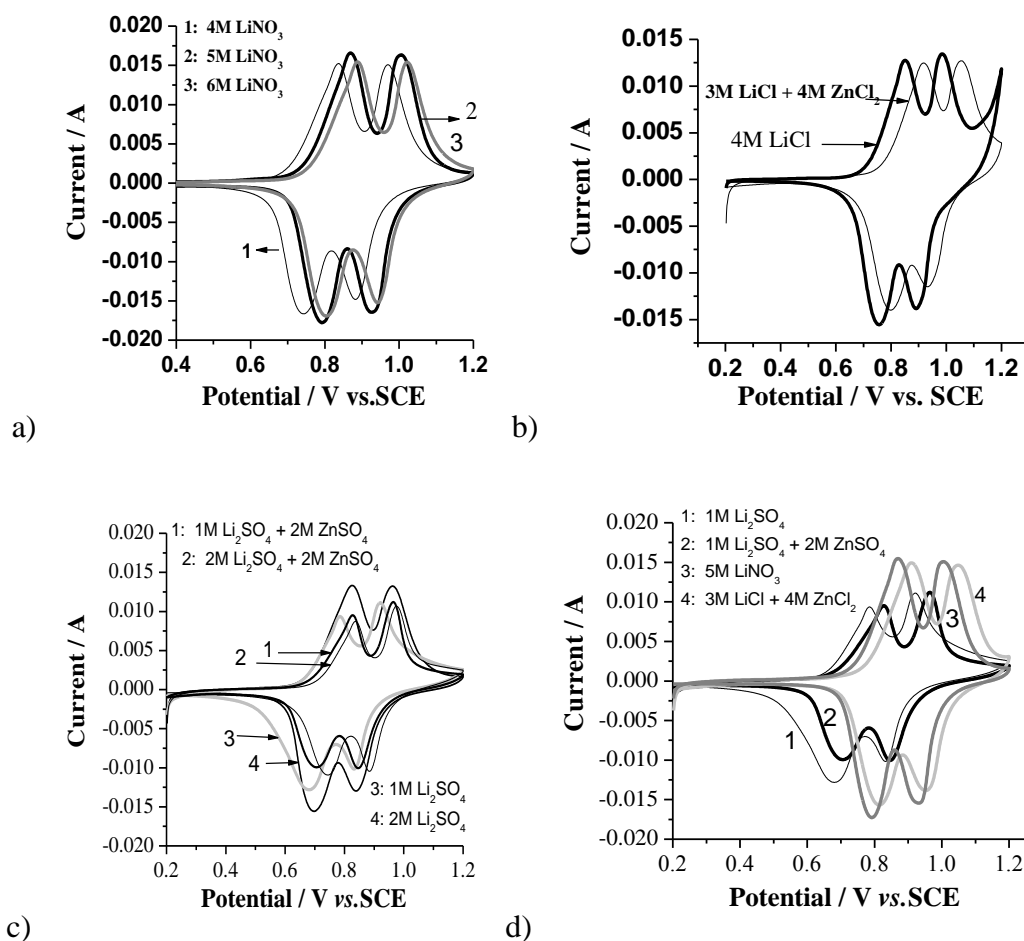 0.020
0.015
0.010
0.005
0.000
-0.005
-0.010
-0.015
-0.020
Current / A
1: 4M LiNO₃
2: 5M LiNO₃
3: 6M LiNO₃
2
3
1
0.4 0.6 0.8 1.0 1.2
Potential / V vs.SCE
a)
0.015
0.010
0.005
0.000
-0.005
-0.010
-0.015
Current / A
3M LiCl + 4M ZnCl₂
4M LiCl
0.2 0.4 0.6 0.8 1.0 1.2
Potential / V vs. SCE
b)
0.020
0.015
0.010
0.005
0.000
-0.005
-0.010
-0.015
-0.020
Current / A
1: 1M Li₂SO₄ + 2M ZnSO₄
2: 2M Li₂SO₄ + 2M ZnSO₄
1
2
3
4
3: 1M Li₂SO₄
4: 2M Li₂SO₄
0.2 0.4 0.6 0.8 1.0 1.2
Potential / V vs.SCE
c)
0.020
0.015
0.010
0.005
0.000
-0.005
-0.010
-0.015
-0.020
Current / A
1: 1M Li₂SO₄
2: 1M Li₂SO₄ + 2M ZnSO₄
3: 5M LiNO₃
4: 3M LiCl + 4M ZnCl₂
4
3
2
1
0.2 0.4 0.6 0.8 1.0 1.2
Potential / V vs.SCE
d)